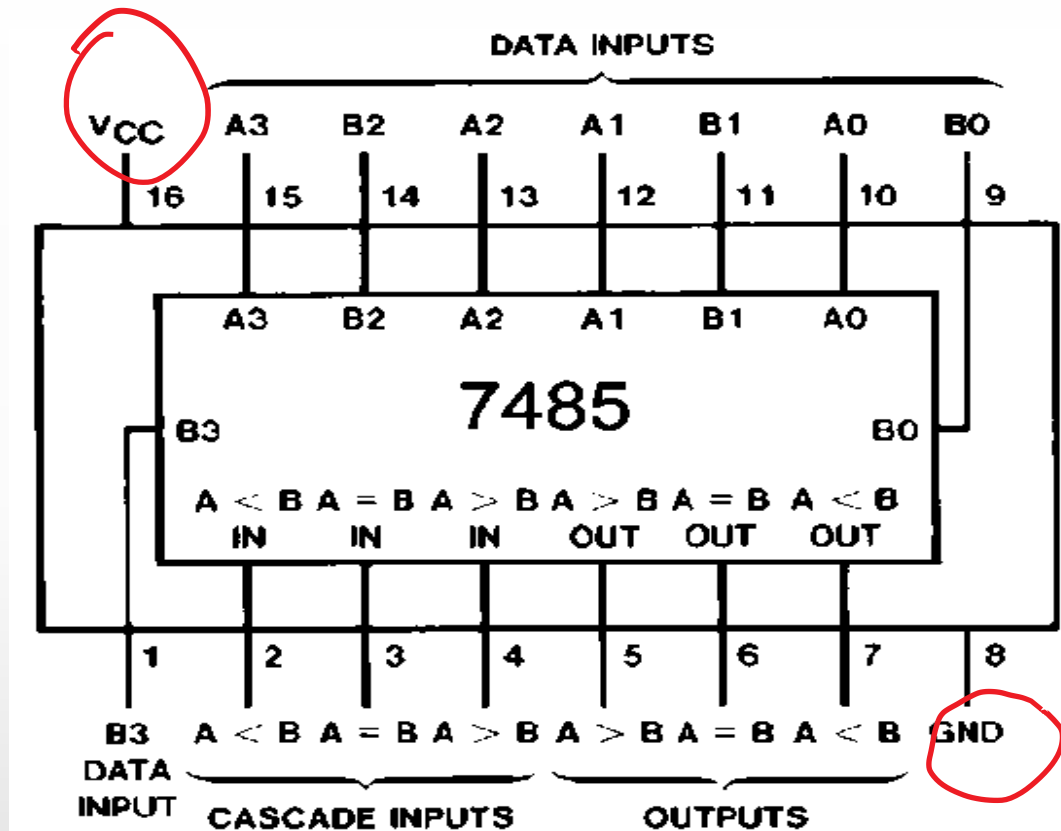 DATA INPUTS
VCC A3 B2 A2 A1 B1 A0 B0
16 15 14 13 12 11 10 9
A3 B2 A2 A1 B1 A0
7485
B3 B0
A < B A = B A > B A > B A = B A < B
IN IN IN OUT OUT OUT
1 2 3 4 5 6 7 8
B3 A < B A = B A > B A > B A = B A < B GND
DATA
INPUT
CASCADE INPUTS OUTPUTS